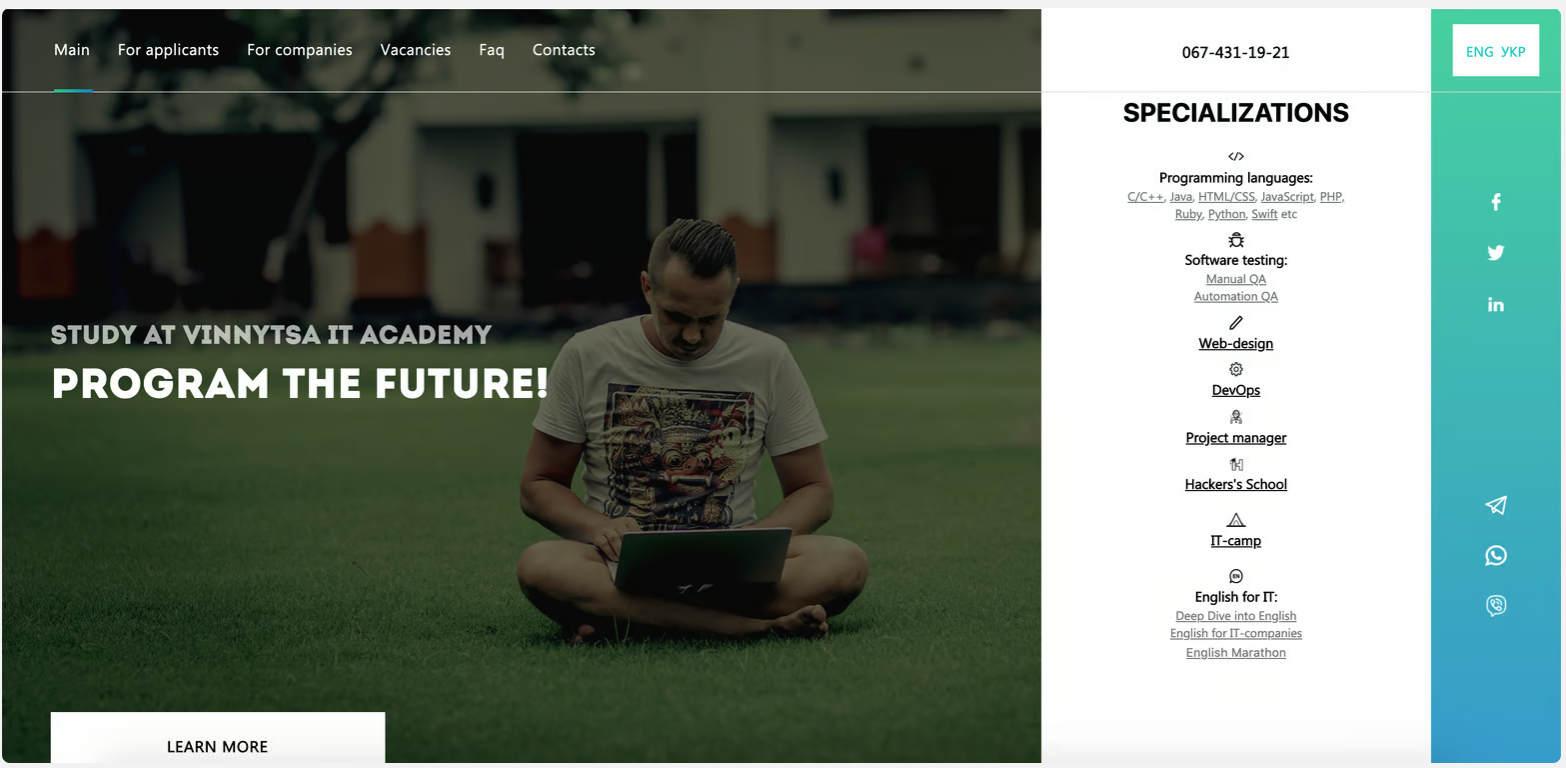 Main For applicants For companies Vacancies Faq Contacts
067-431-19-21
ENG УКР
STUDY AT VINNYTSA IT ACADEMY
PROGRAM THE FUTURE!
LEARN MORE
SPECIALIZATIONS
</>
Programming languages:
C/C++, Java, HTML/CSS, JavaScript, PHP,
Ruby, Python, Swift etc
Software testing:
Manual QA
Automation QA
Web-design
DevOps
Project manager
Hackers's School
IT-camp
EN
English for IT:
Deep Dive into English
English for IT-companies
English Marathon